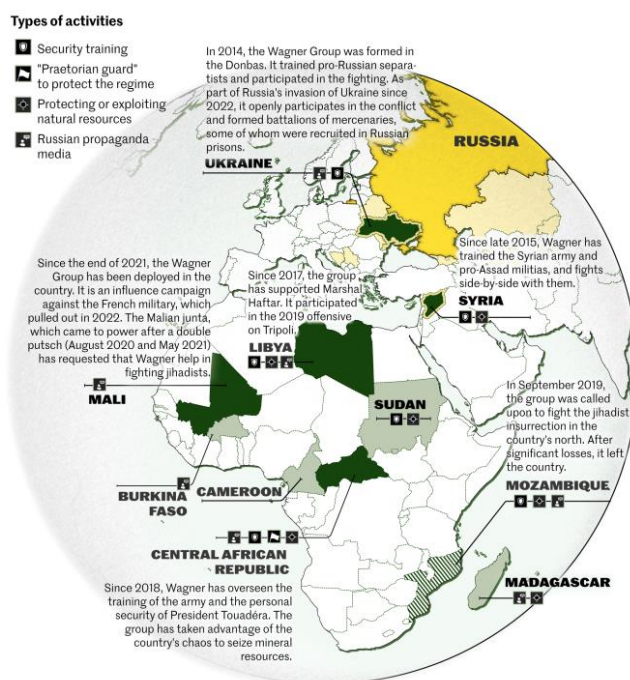 Types of activities
Security training
"Praetorian guard"
to protect the regime
Protecting or exploiting
natural resources
Russian propaganda
media
In 2014, the Wagner Group was formed in
the Donbas. It trained pro-Russian separa-
tists and participated in the fighting. As
part of Russia's invasion of Ukraine since
2022, it openly participates in the conflict
and formed battalions of mercenaries,
some of whom were recruited in Russian
prisons.
UKRAINE
RUSSIA
Since the end of 2021, the Wagner
Group has been deployed in the
country. It is an influence campaign
against the French military, which
pulled out in 2022. The Malian junta,
which came to power after a double
putsch (August 2020 and May 2021)
has requested that Wagner help in
fighting jihadists.
MALI
Since 2017, the group
has supported Marshal
Haftar. It participated
in the 2019 offensive
on Tripoli.
LIBYA
Since late 2015, Wagner has
trained the Syrian army and
pro-Assad militias, and fights
side-by-side with them.
SYRIA
SUDAN
In September 2019,
the group was called
upon to fight the jihadist
insurrection in the
country's north. After
significant losses, it left
the country.
MOZAMBIQUE
BURKINA
FASO
CAMEROON
CENTRAL AFRICAN
REPUBLIC
Since 2018, Wagner has overseen the
training of the army and the personal
security of President Touadéra. The
group has taken advantage of the
country's chaos to seize mineral
resources.
MADAGASCAR